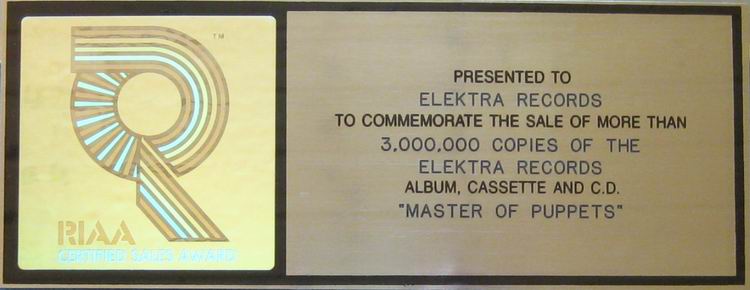 TM
RIAA
CERTIFIED SALES AWARD
PRESENTED TO
ELEKTRA RECORDS
TO COMMEMORATE THE SALE OF MORE THAN
3,000,000 COPIES OF THE
ELEKTRA RECORDS
ALBUM, CASSETTE AND C.D.
"MASTER OF PUPPETS"